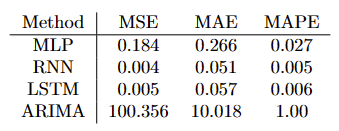 Method MSE MAE MAPE
MLP 0.184 0.266 0.027
RNN 0.004 0.051 0.005
LSTM 0.005 0.057 0.006
ARIMA 100.356 10.018 1.00